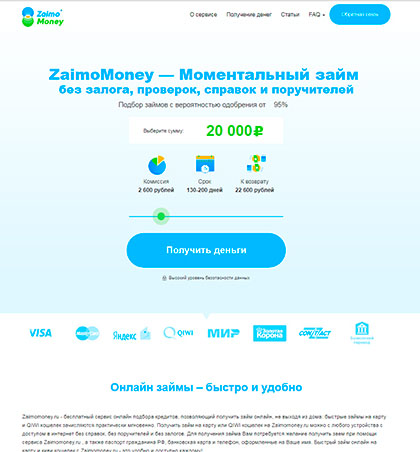 Zaimo
Money
О сервисе Получение денег Статьи FAQ Обратная связь
ZaimoMoney — Моментальный займ
без залога, проверок, справок и поручителей
Подбор займов с вероятностью одобрения от 95%
Выберите сумму: 20 000₽
Комиссия Срок К возврату
2 600 рублей 130-200 дней 22 600 рублей
Получить деньги
Высокий уровень безопасности данных
VISA Яндекс QIWI МИР Золотая Корона CONTACT
Онлайн займы – быстро и удобно
Zaimomoney.ru - бесплатный сервис онлайн подбора кредитов, позволяющий получить займ онлайн, не выходя из дома: быстрые займы на карту
и QIWI кошелек зачисляются практически мгновенно. Получить займ на карту или QIWI кошелек на Zaimomoney.ru можно с любого устройства с
доступом в интернет без справок, без поручителей и без залогов. Для получения займа Вам потребуется желание получить займ при помощи
сервиса Zaimomoney.ru , а также паспорт гражданина РФ, банковская карта и телефон, оформленные на Ваше имя. Быстрый займ онлайн на
карту и киви кошелек с Zaimomoney.ru - это удобно и доступно каждому!